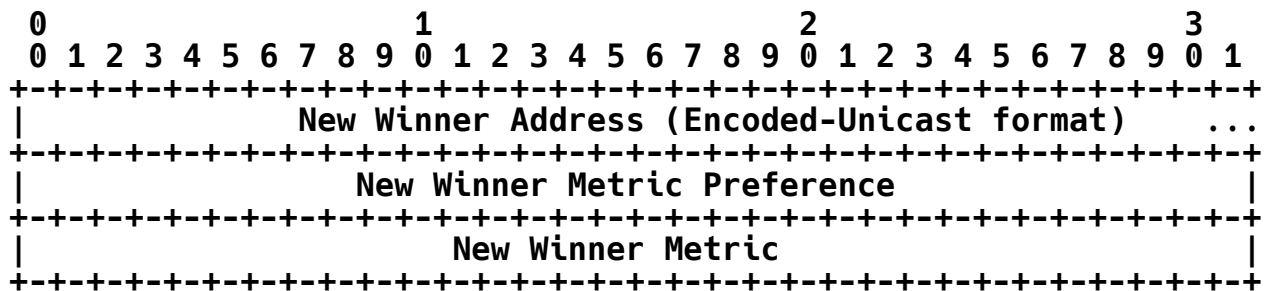 0                   1                   2                   3
 0 1 2 3 4 5 6 7 8 9 0 1 2 3 4 5 6 7 8 9 0 1 2 3 4 5 6 7 8 9 0 1
+-+-+-+-+-+-+-+-+-+-+-+-+-+-+-+-+-+-+-+-+-+-+-+-+-+-+-+-+-+-+-+-+
|              New Winner Address (Encoded-Unicast format)    ...
+-+-+-+-+-+-+-+-+-+-+-+-+-+-+-+-+-+-+-+-+-+-+-+-+-+-+-+-+-+-+-+-+
|                 New Winner Metric Preference                  |
+-+-+-+-+-+-+-+-+-+-+-+-+-+-+-+-+-+-+-+-+-+-+-+-+-+-+-+-+-+-+-+-+
|                      New Winner Metric                        |
+-+-+-+-+-+-+-+-+-+-+-+-+-+-+-+-+-+-+-+-+-+-+-+-+-+-+-+-+-+-+-+-+